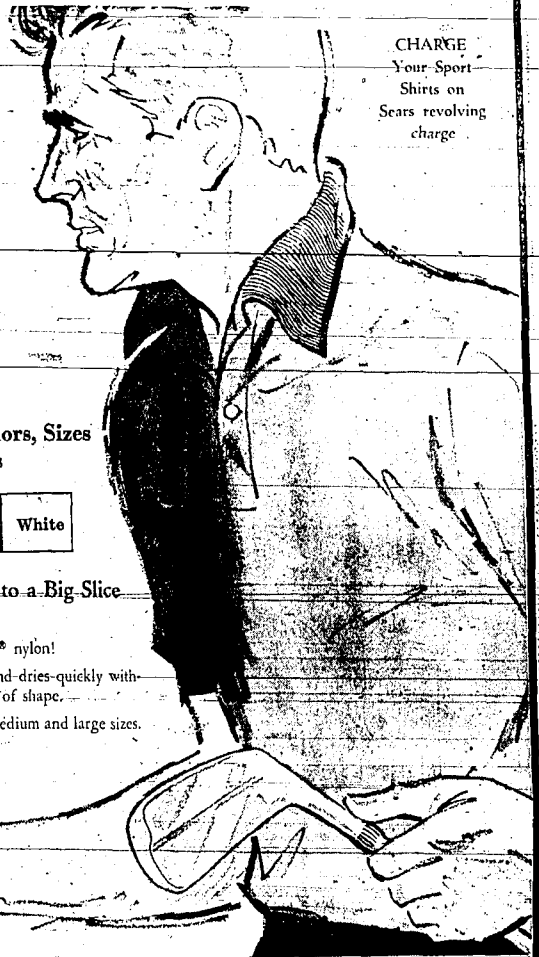 CHARGE
Your Sport
Shirts on
Sears revolving
charge
ors, Sizes
s
White
to a Big Slice
® nylon!
nd dries quickly with-
of shape.
edium and large sizes.